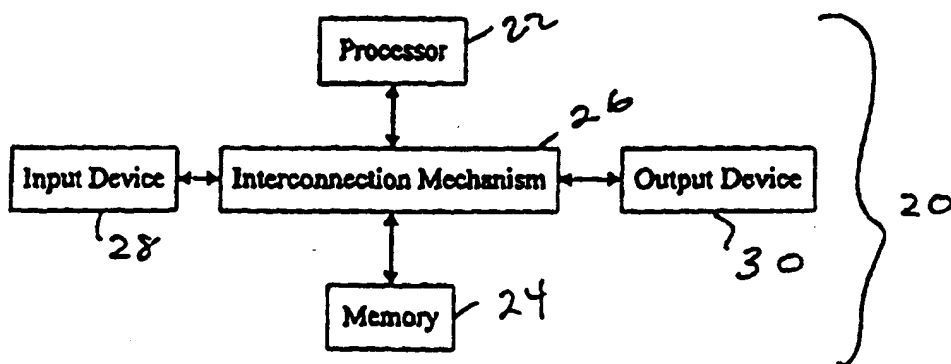 Processor
22
26
Input Device
Interconnection Mechanism
Output Device
20
28
30
Memory
24